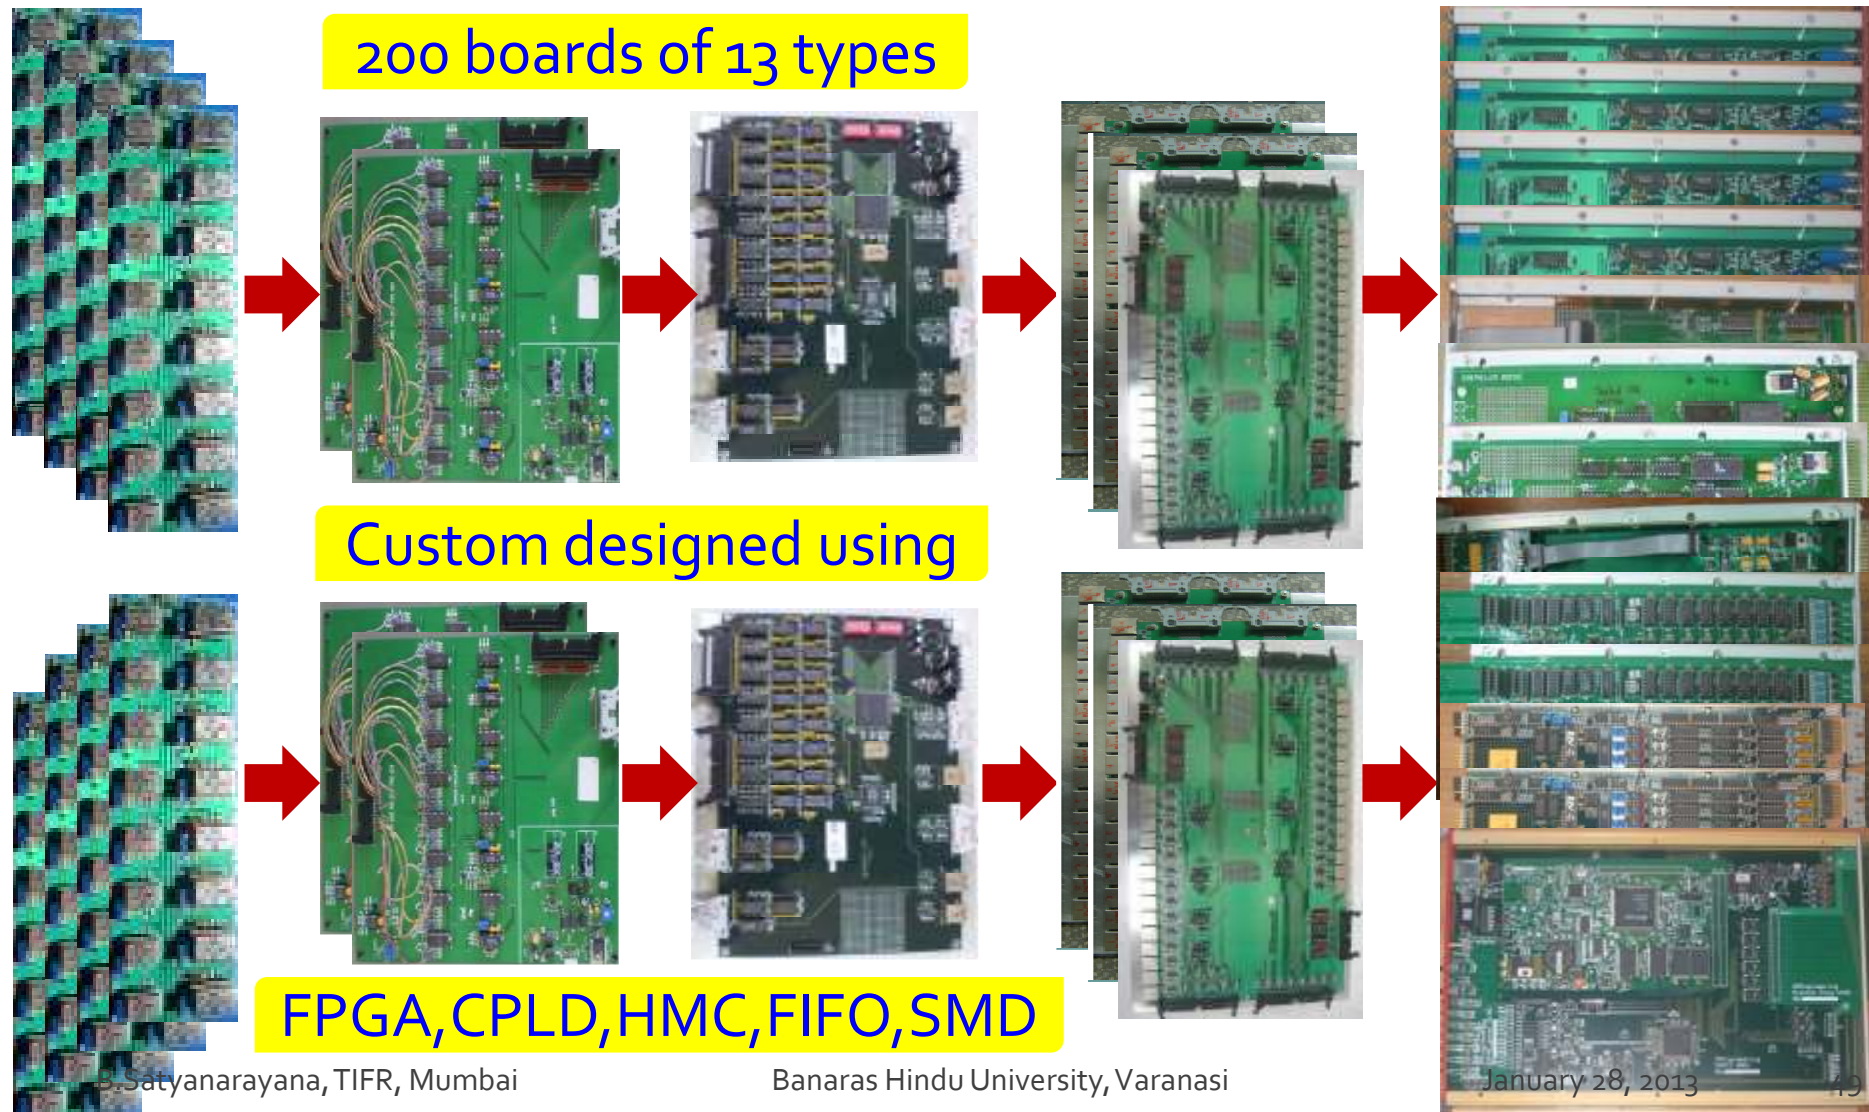 200 boards of 13 types
Custom designed using
FPGA,CPLD,HMC,FIFO,SMD
B.Satyanarayana, TIFR, Mumbai
Banaras Hindu University, Varanasi
January 28, 2013
49